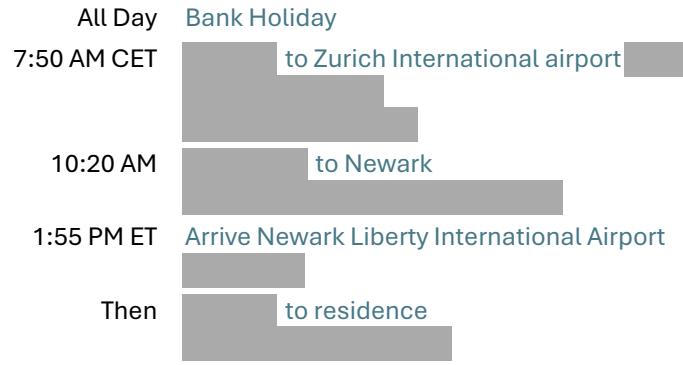 All Day Bank Holiday
7:50 AM CET to Zurich International airport
10:20 AM to Newark
1:55 PM ET Arrive Newark Liberty International Airport
Then to residence